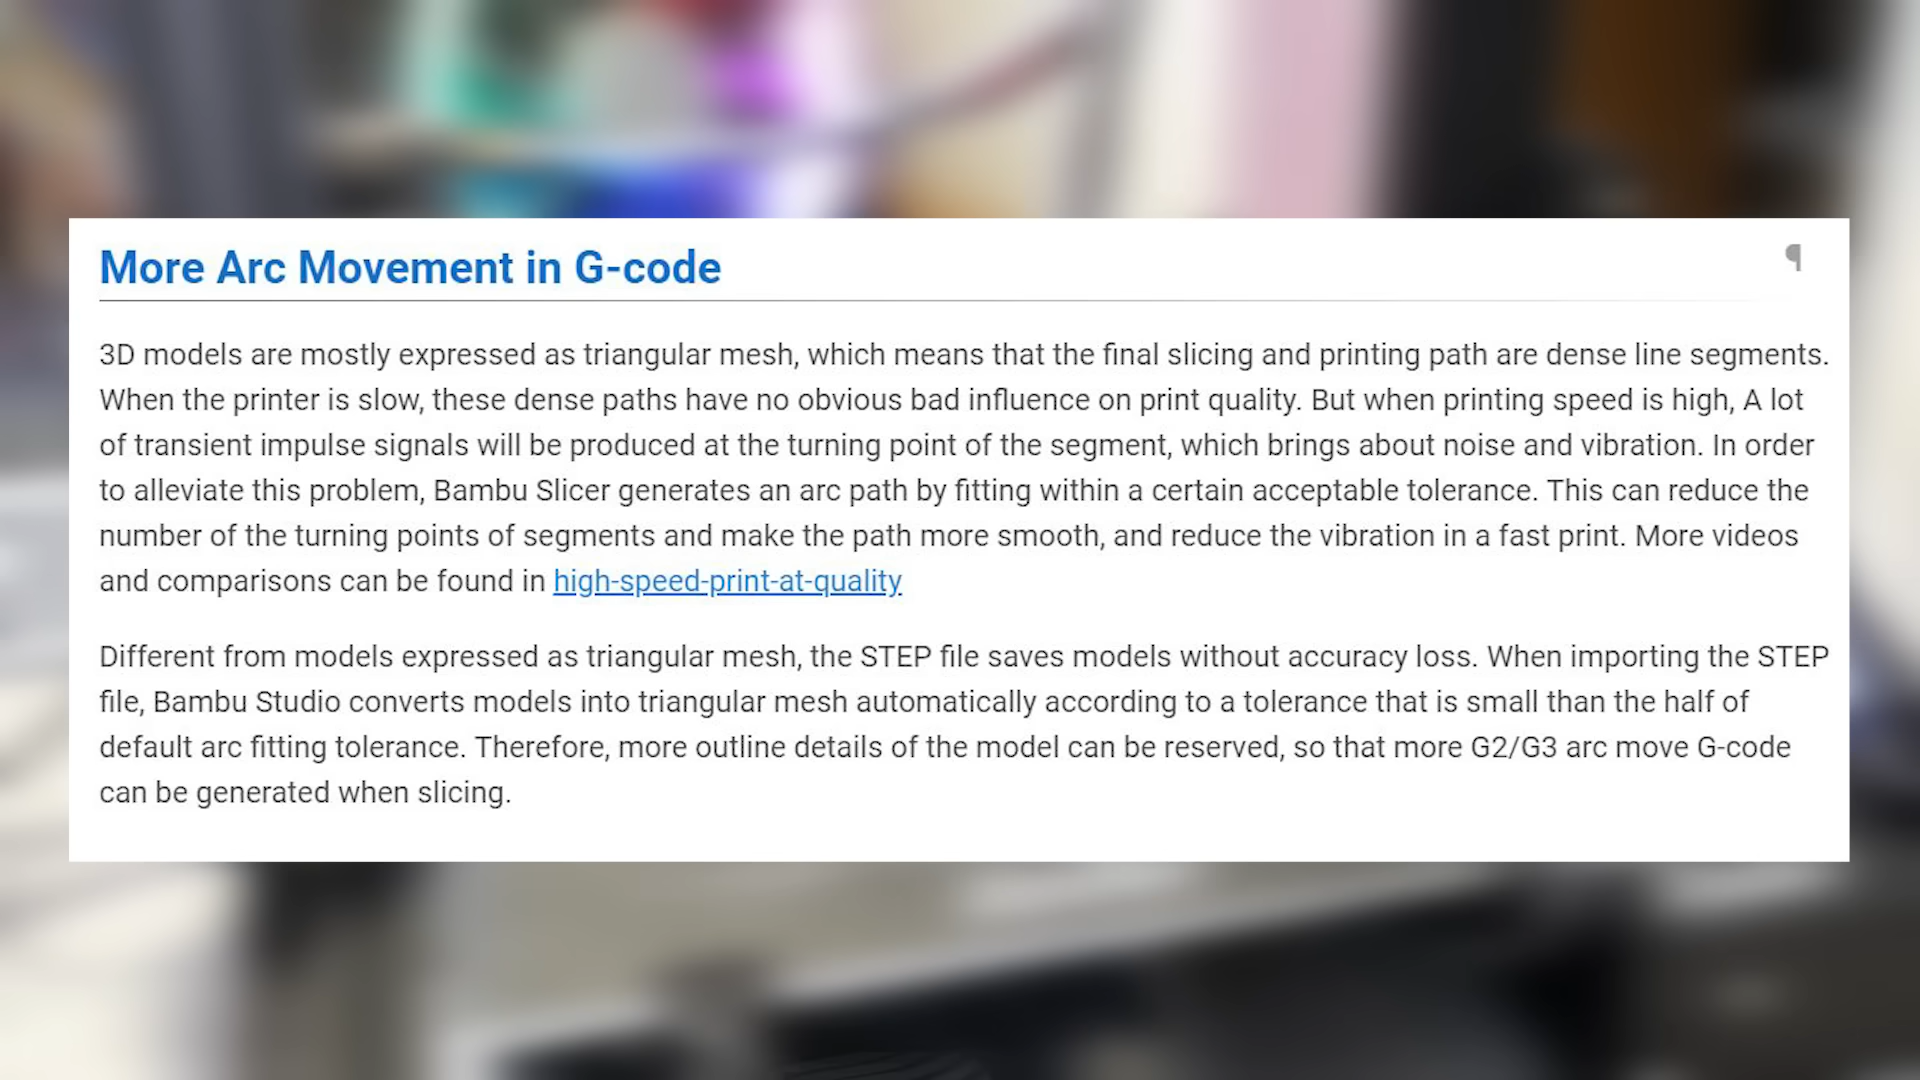 More Arc Movement in G-code
¶
3D models are mostly expressed as triangular mesh, which means that the final slicing and printing path are dense line segments.
When the printer is slow, these dense paths have no obvious bad influence on print quality. But when printing speed is high, A lot
of transient impulse signals will be produced at the turning point of the segment, which brings about noise and vibration. In order
to alleviate this problem, Bambu Slicer generates an arc path by fitting within a certain acceptable tolerance. This can reduce the
number of the turning points of segments and make the path more smooth, and reduce the vibration in a fast print. More videos
and comparisons can be found in high-speed-print-at-quality
Different from models expressed as triangular mesh, the STEP file saves models without accuracy loss. When importing the STEP
file, Bambu Studio converts models into triangular mesh automatically according to a tolerance that is small than the half of
default arc fitting tolerance. Therefore, more outline details of the model can be reserved, so that more G2/G3 arc move G-code
can be generated when slicing.